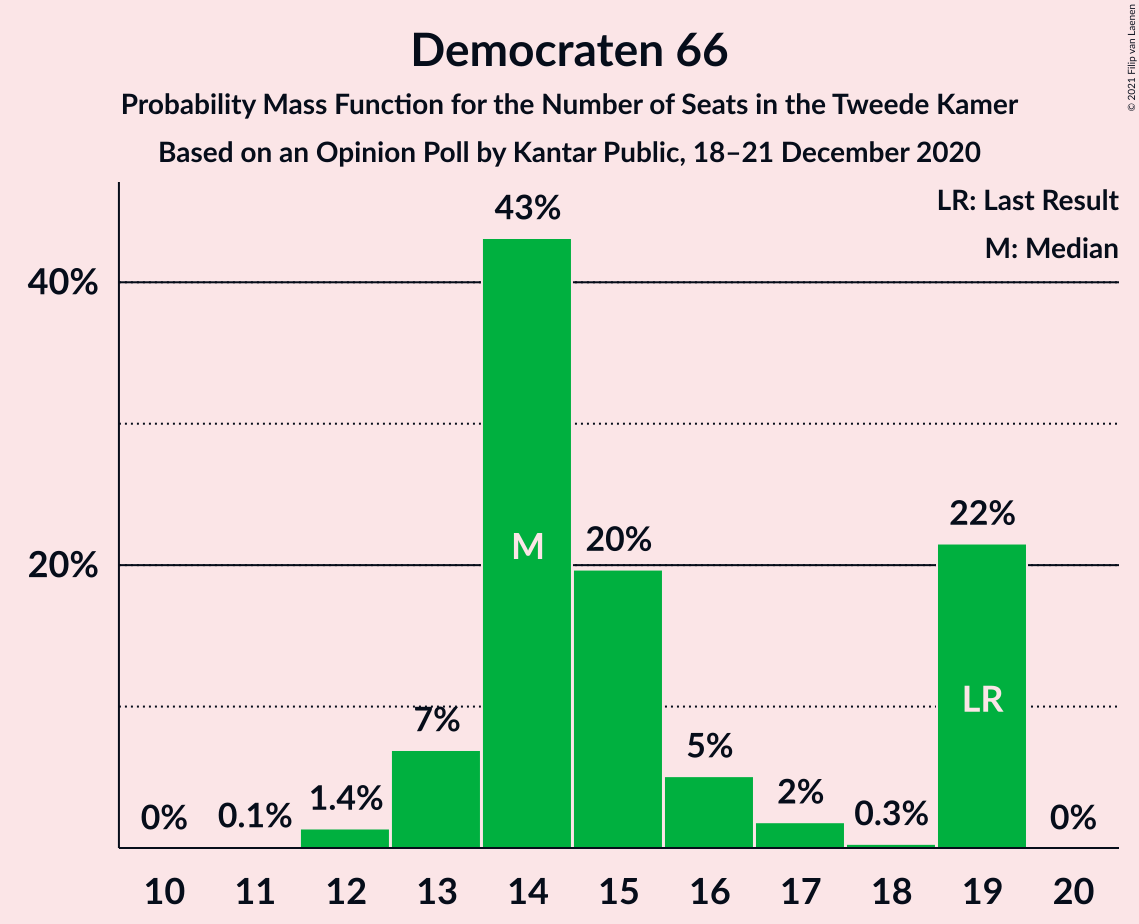 Democraten 66
Probability Mass Function for the Number of Seats in the Tweede Kamer
Based on an Opinion Poll by Kantar Public, 18–21 December 2020
© 2021 Filip van Laenen
LR: Last Result
M: Median
43%
40%
22%
20%
M
20%
LR
7%
5%
2%
1.4%
0.3%
0.1%
0%
0%
10 11 12 13 14 15 16 17 18 19 20